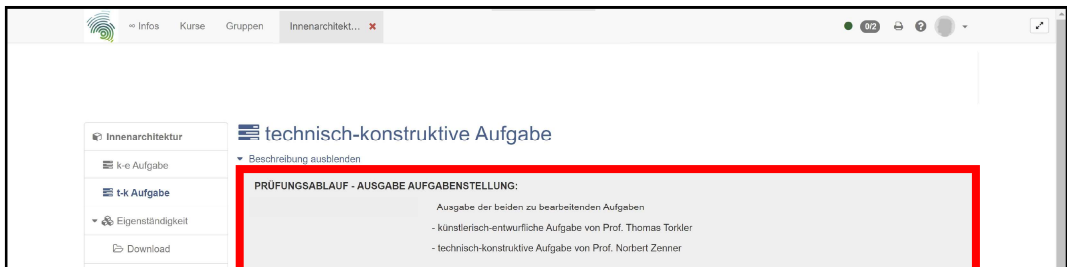 ∞ Infos Kurse Gruppen Innenarchitekt... ✖ 0/2
Innenarchitektur
k-e Aufgabe
t-k Aufgabe
Eigenständigkeit
Download
technisch-konstruktive Aufgabe
Beschreibung ausblenden
PRÜFUNGSABLAUF - AUSGABE AUFGABENSTELLUNG:
Ausgabe der beiden zu bearbeitenden Aufgaben
- künstlerisch-entwurfliche Aufgabe von Prof. Thomas Torkler
- technisch-konstruktive Aufgabe von Prof. Norbert Zenner